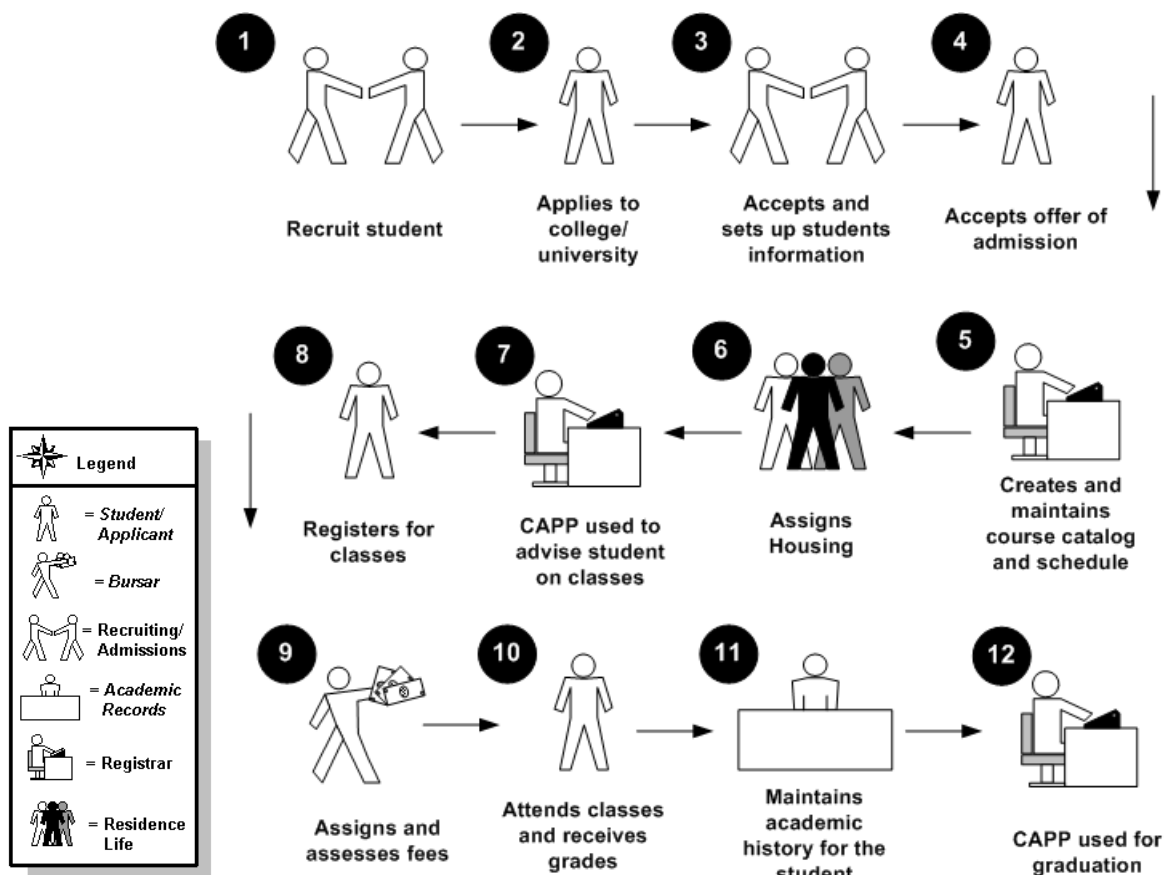 1
2
3
4
Recruit student
Applies to
college/
university
Accepts and
sets up students
information
Accepts offer of
admission
8
7
6
5
Registers for
classes
CAPP used to
advise student
on classes
Assigns
Housing
Creates and
maintains
course catalog
and schedule
Legend
= Student/
Applicant
= Bursar
= Recruiting/
Admissions
= Academic
Records
= Registrar
= Residence
Life
9
10
11
12
Assigns and
assesses fees
Attends classes
and receives
grades
Maintains
academic
history for the
student
CAPP used for
graduation